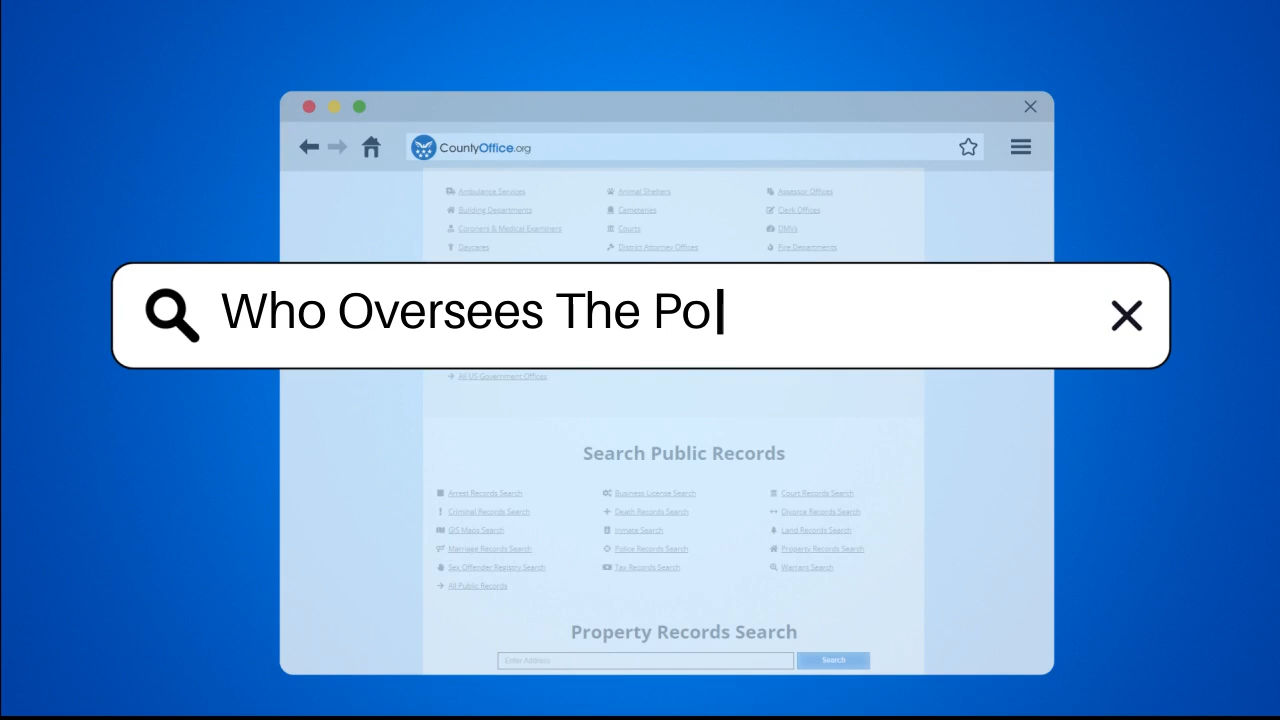 CountyOffice.org
Ambulance Services Animal Shelters Assessor Offices
Building Departments Cemeteries Clerk Offices
Coroners & Medical Examiners Courts DMVs
Daycares District Attorney Offices Fire Departments
Who Oversees The Po
All US Government Offices
Search Public Records
Arrest Records Search Business License Search Court Records Search
Criminal Records Search Death Records Search Divorce Records Search
GIS Maps Search Inmate Search Land Records Search
Marriage Records Search Police Records Search Property Records Search
Sex Offender Registry Search Tax Records Search Warrant Search
All Public Records
Property Records Search
Enter Address Search